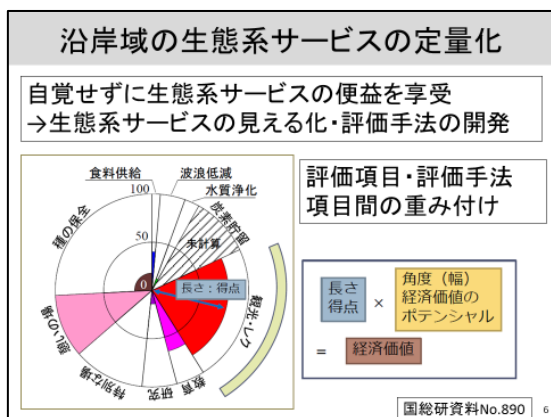 沿岸域の生態系サービスの定量化
自覚せずに生態系サービスの便益を享受
→生態系サービスの見える化・評価手法の開発
食料供給
波浪低減
水質浄化
炭素貯留
100
50
0
未計算
種の保全
長さ：得点
観光・レク
憩いの場
特別な場
研究
教育
評価項目・評価手法
項目間の重み付け
長さ
得点
×
角度（幅）
経済価値の
ポテンシャル
= 経済価値
国総研資料No.890
6